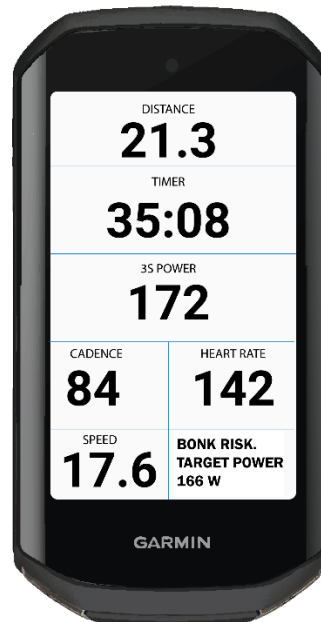 DISTANCE
21.3
TIMER
35:08
3S POWER
172
CADENCE
84
HEART RATE
142
SPEED
17.6
BONK RISK.
TARGET POWER
166 W
GARMIN